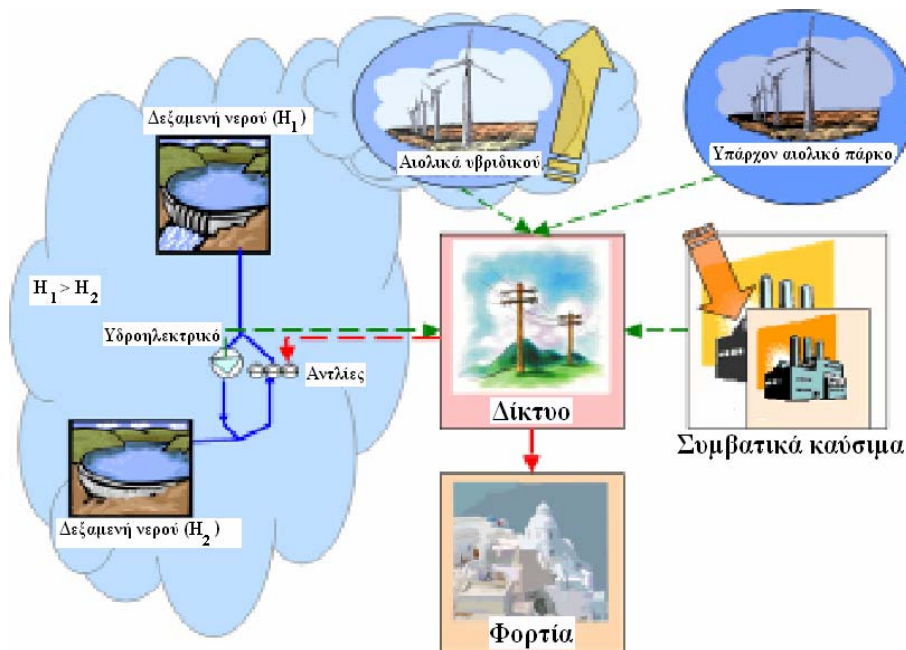 Δεξαμενή νερού (H1)
Αιολικά υβριδικού
Υπάρχον αιολικό πάρκο
H1 > H2
Υδροηλεκτρικό
Αντλίες
Δίκτυο
Συμβατικά καύσιμα
Δεξαμενή νερού (H2)
Φορτία